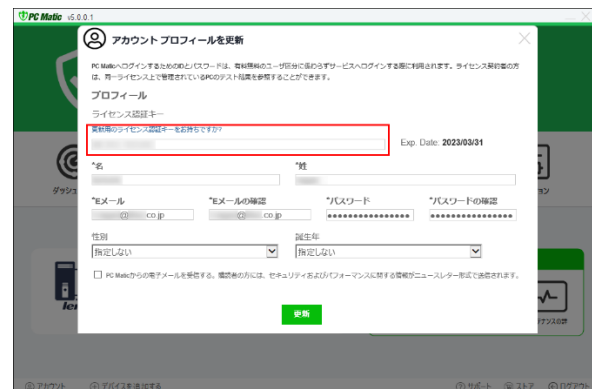 PC Matic v5.0.0.1
アカウント プロフィールを更新
PC MaticへログインするためのIDとパスワードは、有料無料のユーザ区分に係わらずサービスへログインする際に利用されます。ライセンス契約者の方
は、同一ライセンス上で管理されているPCのテスト結果を参照することができます。
プロフィール
ライセンス認証キー
更新用のライセンス認証キーをお持ちですか?
Exp. Date: 2023/03/31
*名 *姓
*Eメール *Eメールの確認 *パスワード *パスワードの確認
@ co.jp @ co.jp
性別 誕生年
指定しない 指定しない
PC Maticからの電子メールを受信する。購読者の方には、セキュリティおよびパフォーマンスに関する情報がニュースレター形式で送信されます。
更新
ダッシュ
ョン
アカウント デバイスを追加する サポート ストア ログアウト